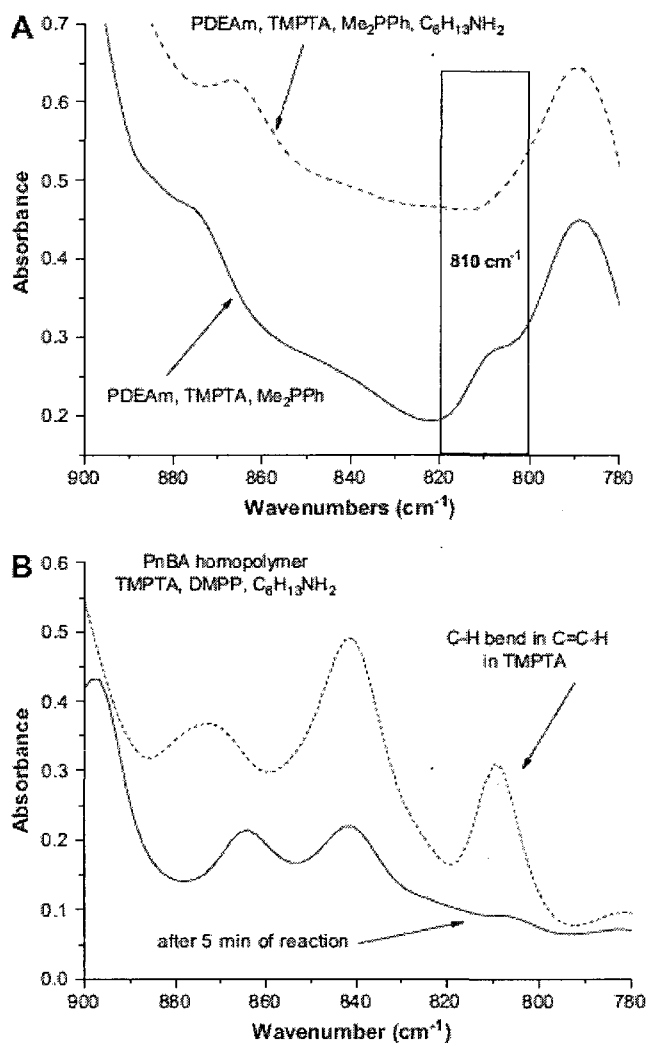 A
PDEAm, TMPTA, Me₂PPh, C₆H₁₃NH₂
0.7
0.6
0.5
0.4
0.3
0.2
Absorbance
810 cm⁻¹
PDEAm, TMPTA, Me₂PPh
900
880
860
840
820
800
780
Wavenumbers (cm⁻¹)
B
PnBA homopolymer
TMPTA, DMPP, C₆H₁₃NH₂
C-H bend in C=C-H
in TMPTA
0.6
0.5
0.4
0.3
0.2
0.1
0.0
Absorbance
after 5 min of reaction
900
880
860
840
820
800
780
Wavenumber (cm⁻¹)